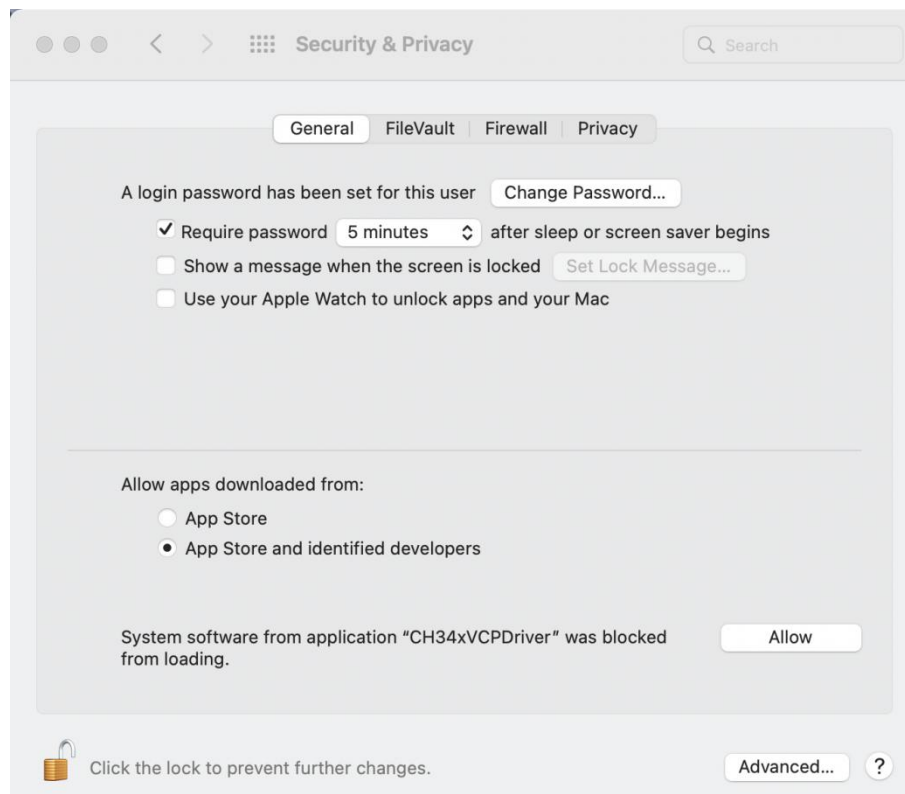 Security & Privacy
Search
General FileVault Firewall Privacy
A login password has been set for this user Change Password...
Require password 5 minutes after sleep or screen saver begins
Show a message when the screen is locked Set Lock Message...
Use your Apple Watch to unlock apps and your Mac
Allow apps downloaded from:
App Store
App Store and identified developers
System software from application “CH34xVCPDriver” was blocked
from loading.
Allow
Click the lock to prevent further changes.
Advanced... ?